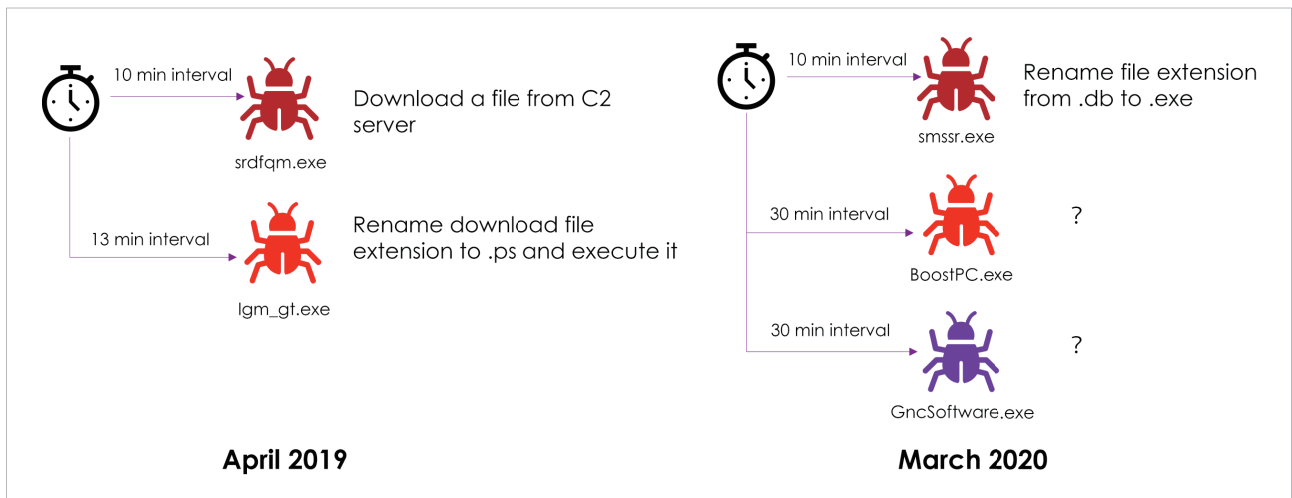 10 min interval
Download a file from C2
server
srdfqm.exe
13 min interval
Rename download file
extension to .ps and execute it
lgm_gt.exe
April 2019
10 min interval
Rename file extension
from .db to .exe
smssr.exe
30 min interval
?
BoostPC.exe
30 min interval
?
GncSoftware.exe
March 2020